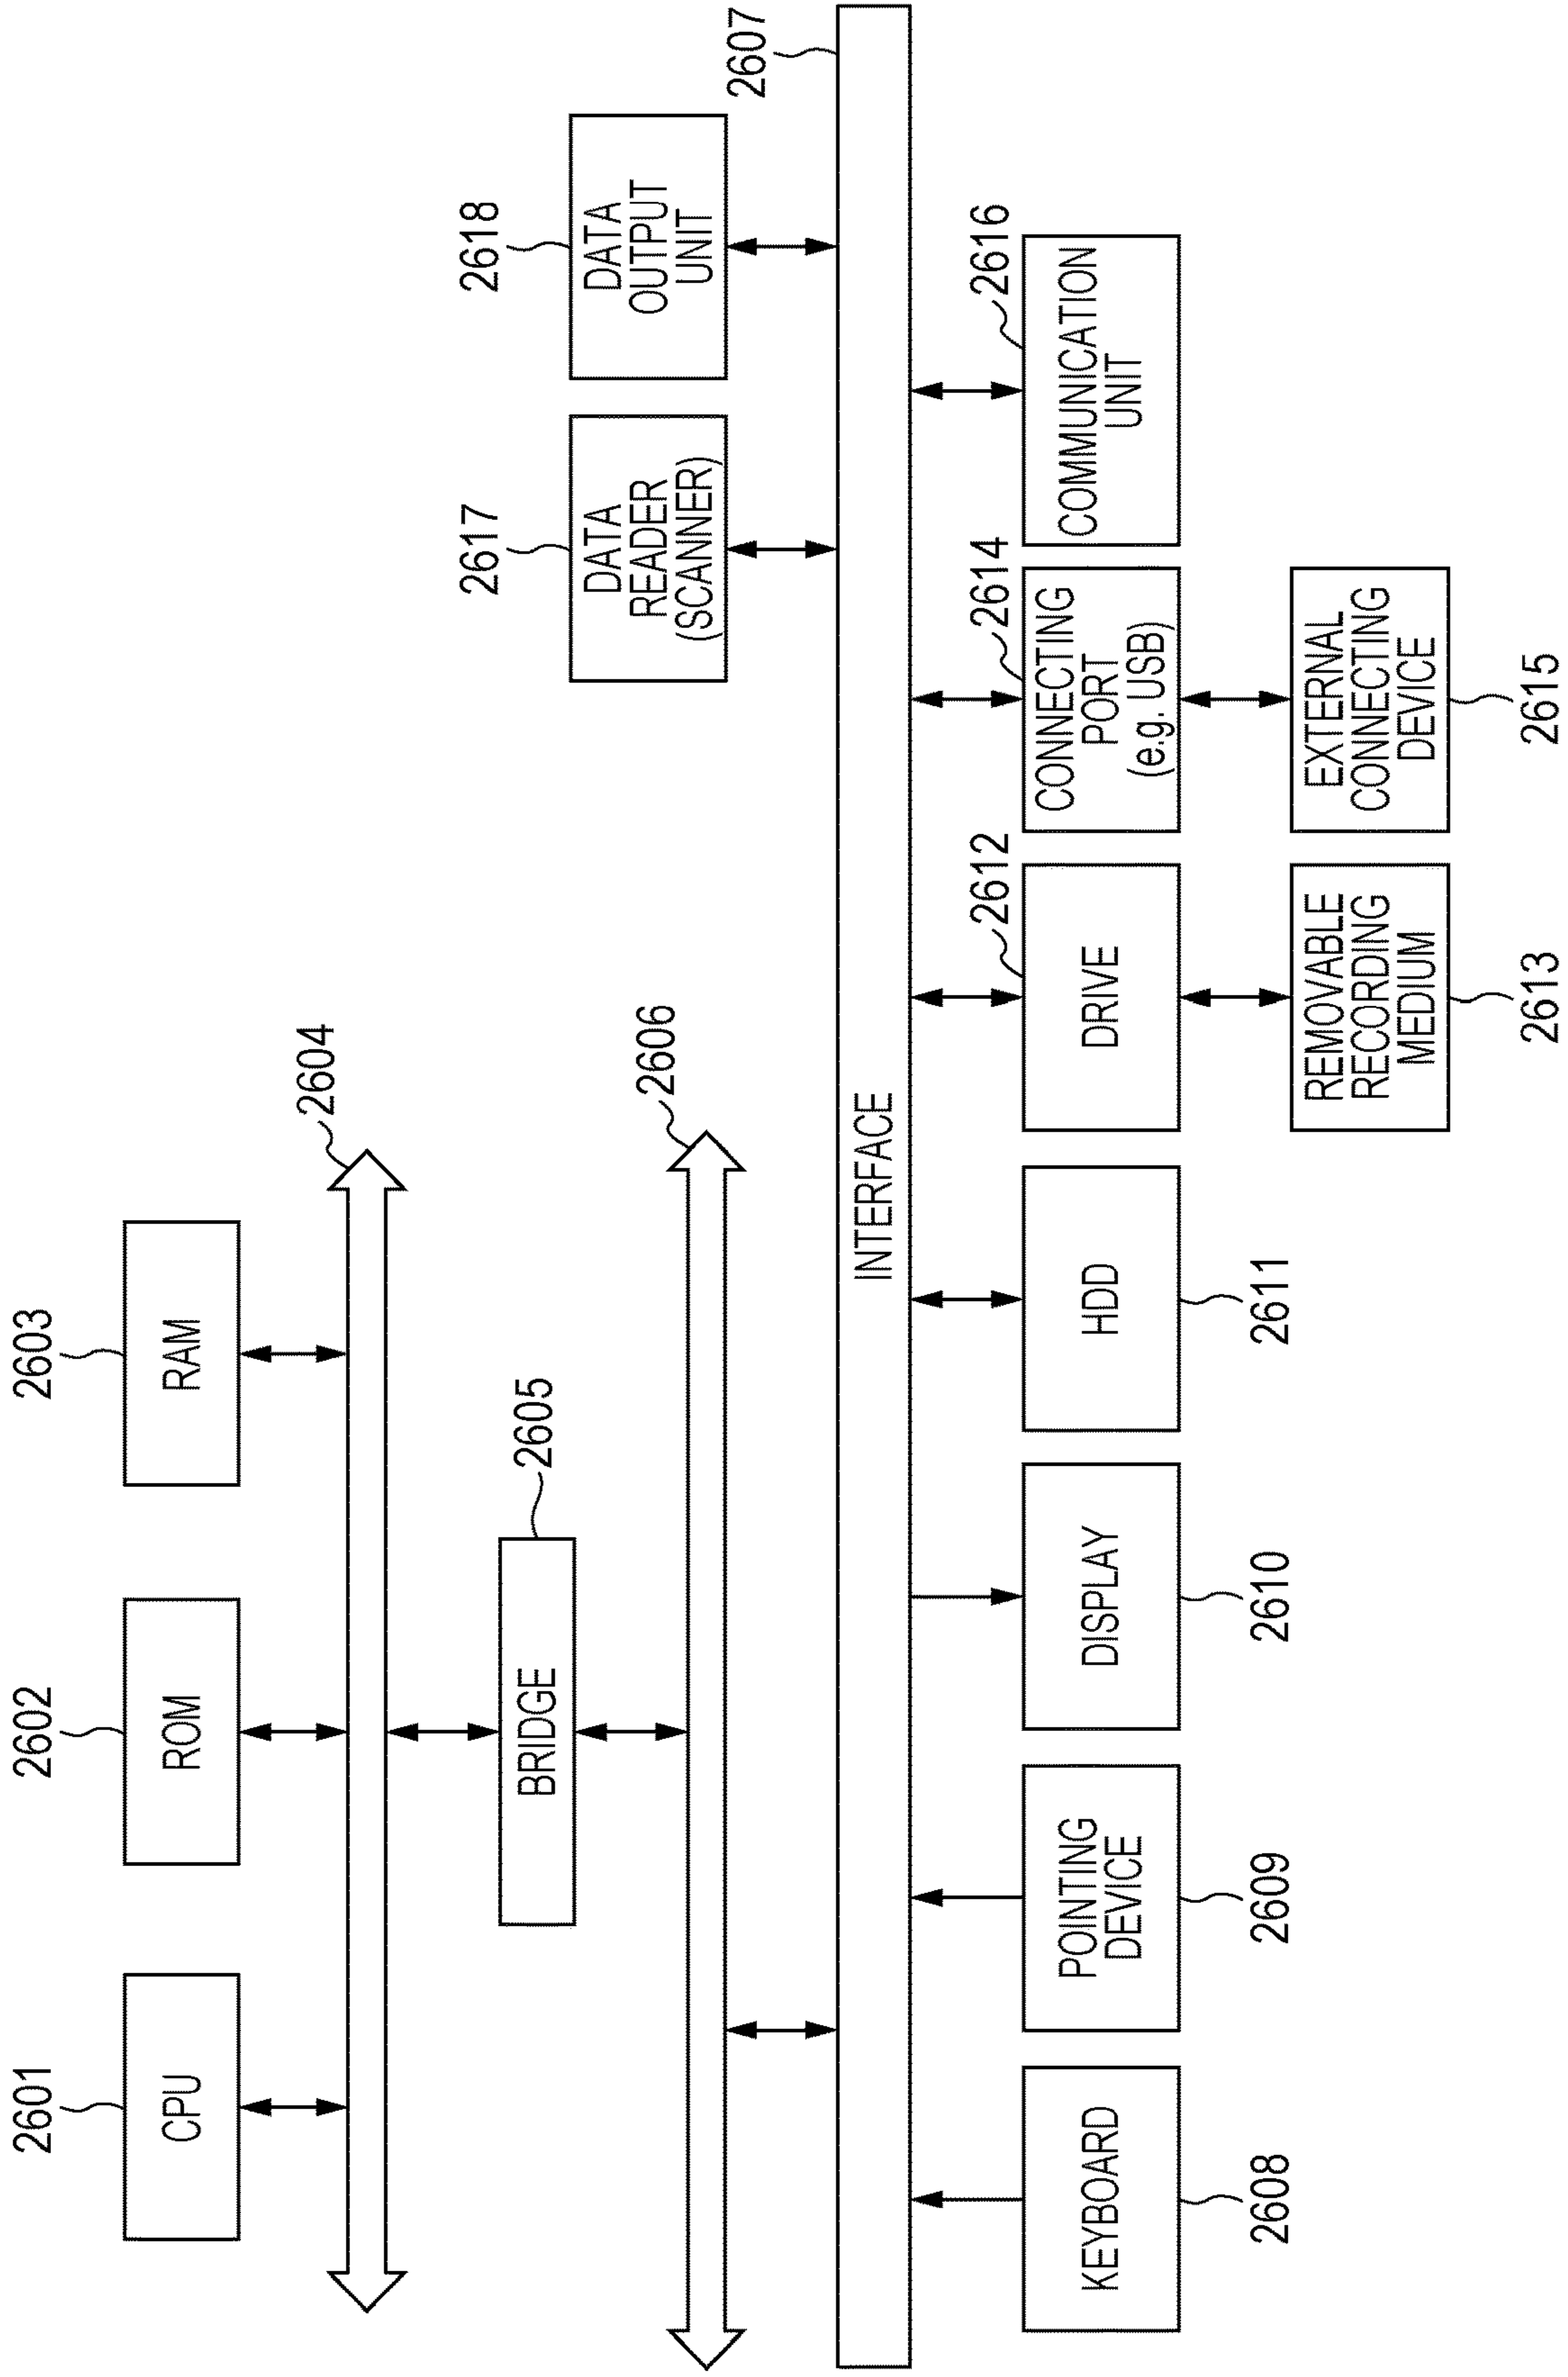 2601
CPU
2602
ROM
2603
RAM
2604
2605
BRIDGE
2606
2617
DATA
READER
(SCANNER)
2618
DATA
OUTPUT
UNIT
2607
INTERFACE
KEYBOARD
2608
POINTING
DEVICE
2609
DISPLAY
2610
HDD
2611
2612
DRIVE
REMOVABLE
RECORDING
MEDIUM
2613
2614
CONNECTING
PORT
(e.g. USB)
EXTERNAL
CONNECTING
DEVICE
2615
2616
COMMUNICATION
UNIT